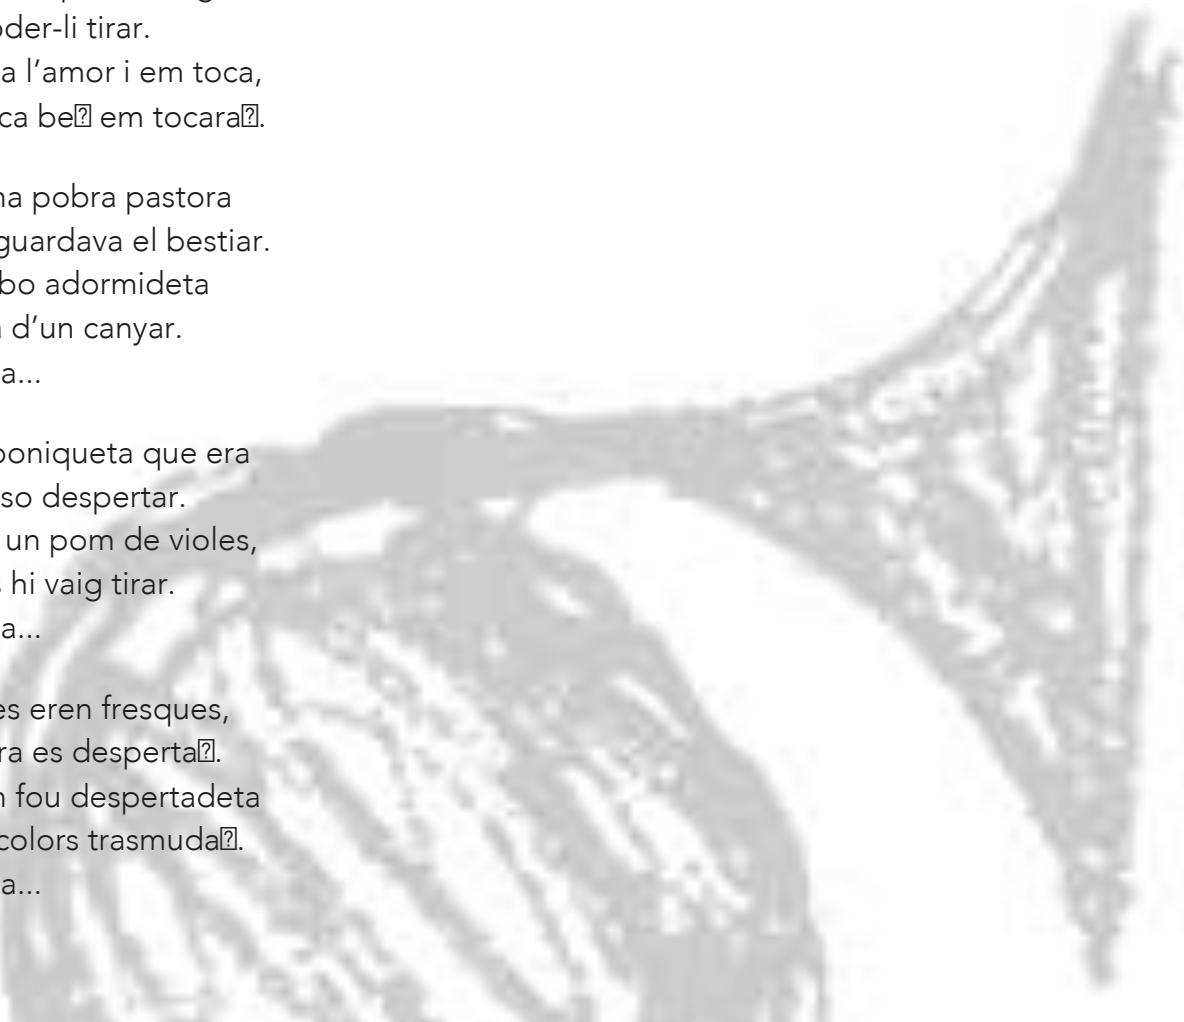 oder-li tirar.
a l’amor i em toca,
ca be⍰ em tocara⍰.
na pobra pastora
guardava el bestiar.
bo adormideta
d’un canyar.
a...
boniqueta que era
so despertar.
un pom de violes,
s hi vaig tirar.
a...
es eren fresques,
ra es desperta⍰.
n fou despertadeta
colors trasmuda⍰.
a...